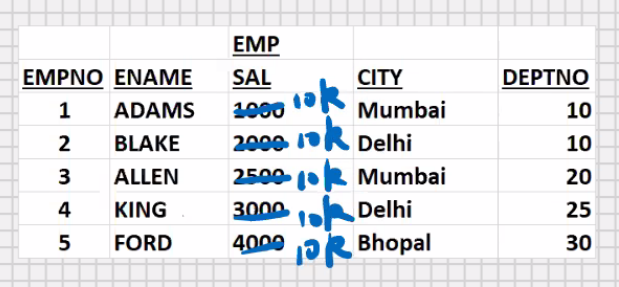 EMP
EMPNO ENAME SAL CITY DEPTNO
1 ADAMS 1000 10k Mumbai 10
2 BLAKE 2000 10k Delhi 10
3 ALLEN 2500 10k Mumbai 20
4 KING 3000 10k Delhi 25
5 FORD 4000 10k Bhopal 30